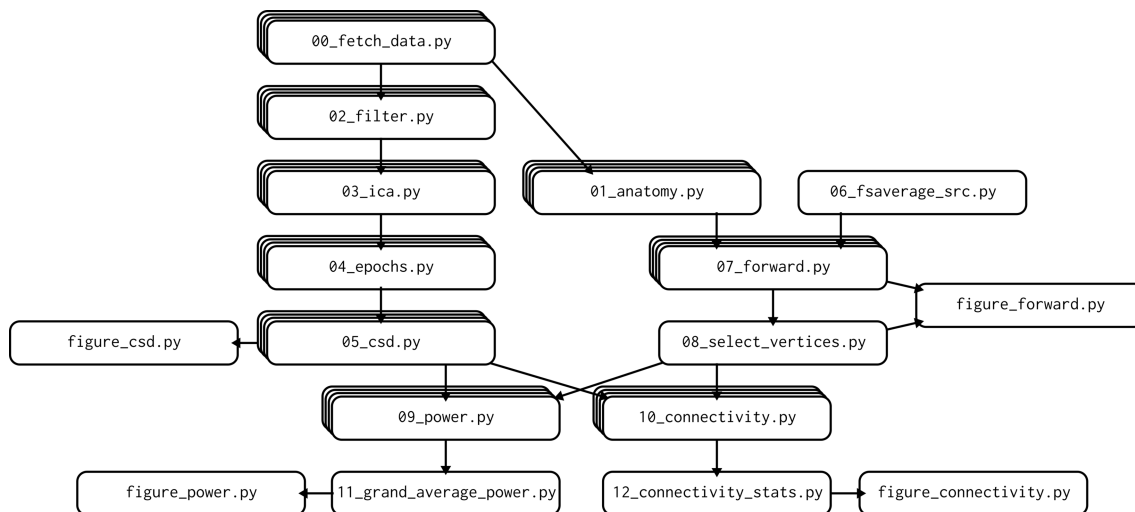 00_fetch_data.py
02_filter.py
03_ica.py
01_anatomy.py
06_fsaverage_src.py
04_epochs.py
07_forward.py
figure_forward.py
figure_csd.py
05_csd.py
08_select_vertices.py
09_power.py
10_connectivity.py
figure_power.py
11_grand_average_power.py
12_connectivity_stats.py
figure_connectivity.py